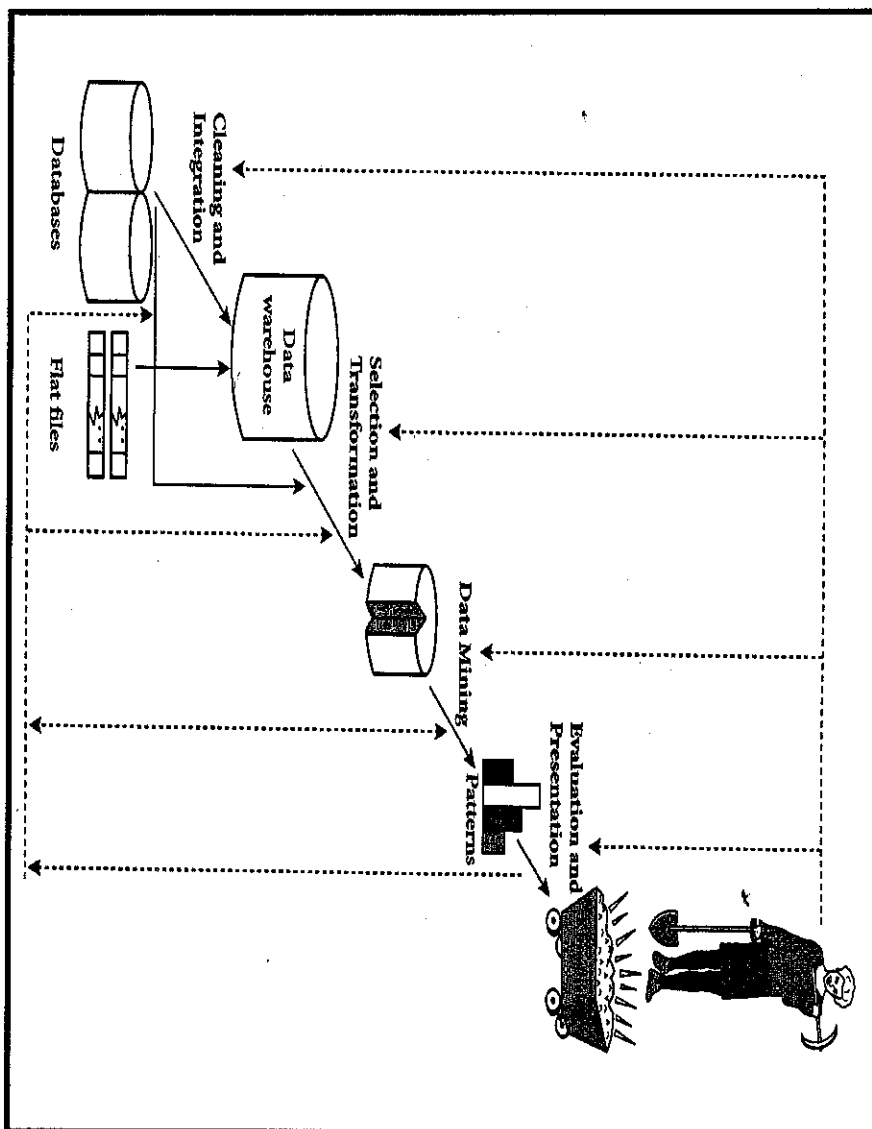 Evaluation and
Presentation
Data Mining
Patterns
Selection and
Transformation
Data
warehouse
Cleaning and
Integration
Flat files
Databases